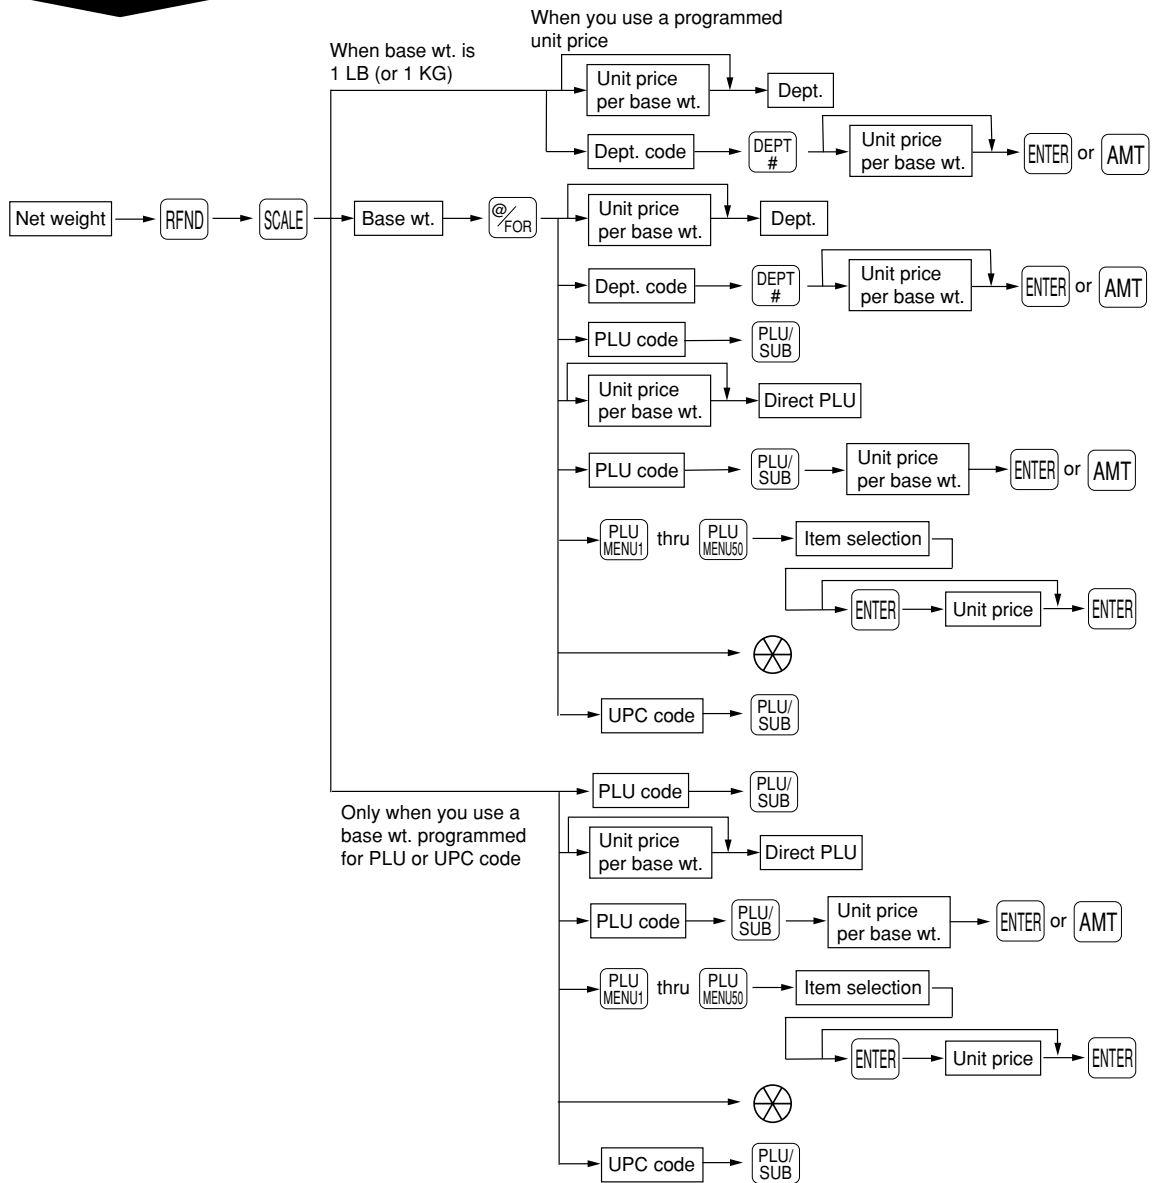 When you use a programmed
unit price
When base wt. is
1 LB (or 1 KG)
Unit price
per base wt.
Dept.
Dept. code
DEPT
#
Unit price
per base wt.
ENTER or AMT
Net weight
RFND
SCALE
Base wt.
@/FOR
Unit price
per base wt.
Dept.
Dept. code
DEPT
#
Unit price
per base wt.
ENTER or AMT
PLU code
PLU/
SUB
Unit price
per base wt.
Direct PLU
PLU code
PLU/
SUB
Unit price
per base wt.
ENTER or AMT
PLU
MENU1
thru
PLU
MENU50
Item selection
ENTER
Unit price
ENTER
UPC code
PLU/
SUB
Only when you use a
base wt. programmed
for PLU or UPC code
PLU code
PLU/
SUB
Unit price
per base wt.
Direct PLU
PLU code
PLU/
SUB
Unit price
per base wt.
ENTER or AMT
PLU
MENU1
thru
PLU
MENU50
Item selection
ENTER
Unit price
ENTER
UPC code
PLU/
SUB